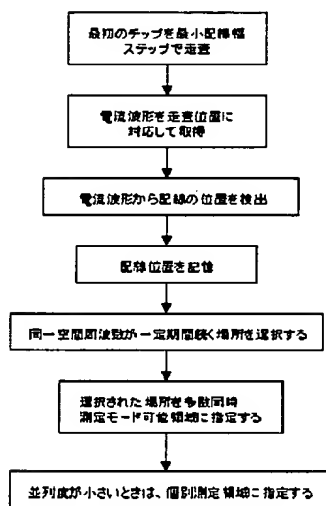 最初のチップを最小配線幅
ステップで走査
電流波形を走査位置に
対応して取得
電流波形から配線の位置を検出
配線位置を記憶
同一空間周波数が一定期間続く場所を選択する
選択された場所を多数同時
測定モード可能領域に指定する
並列度が小さいときは、個別測定領域に指定する